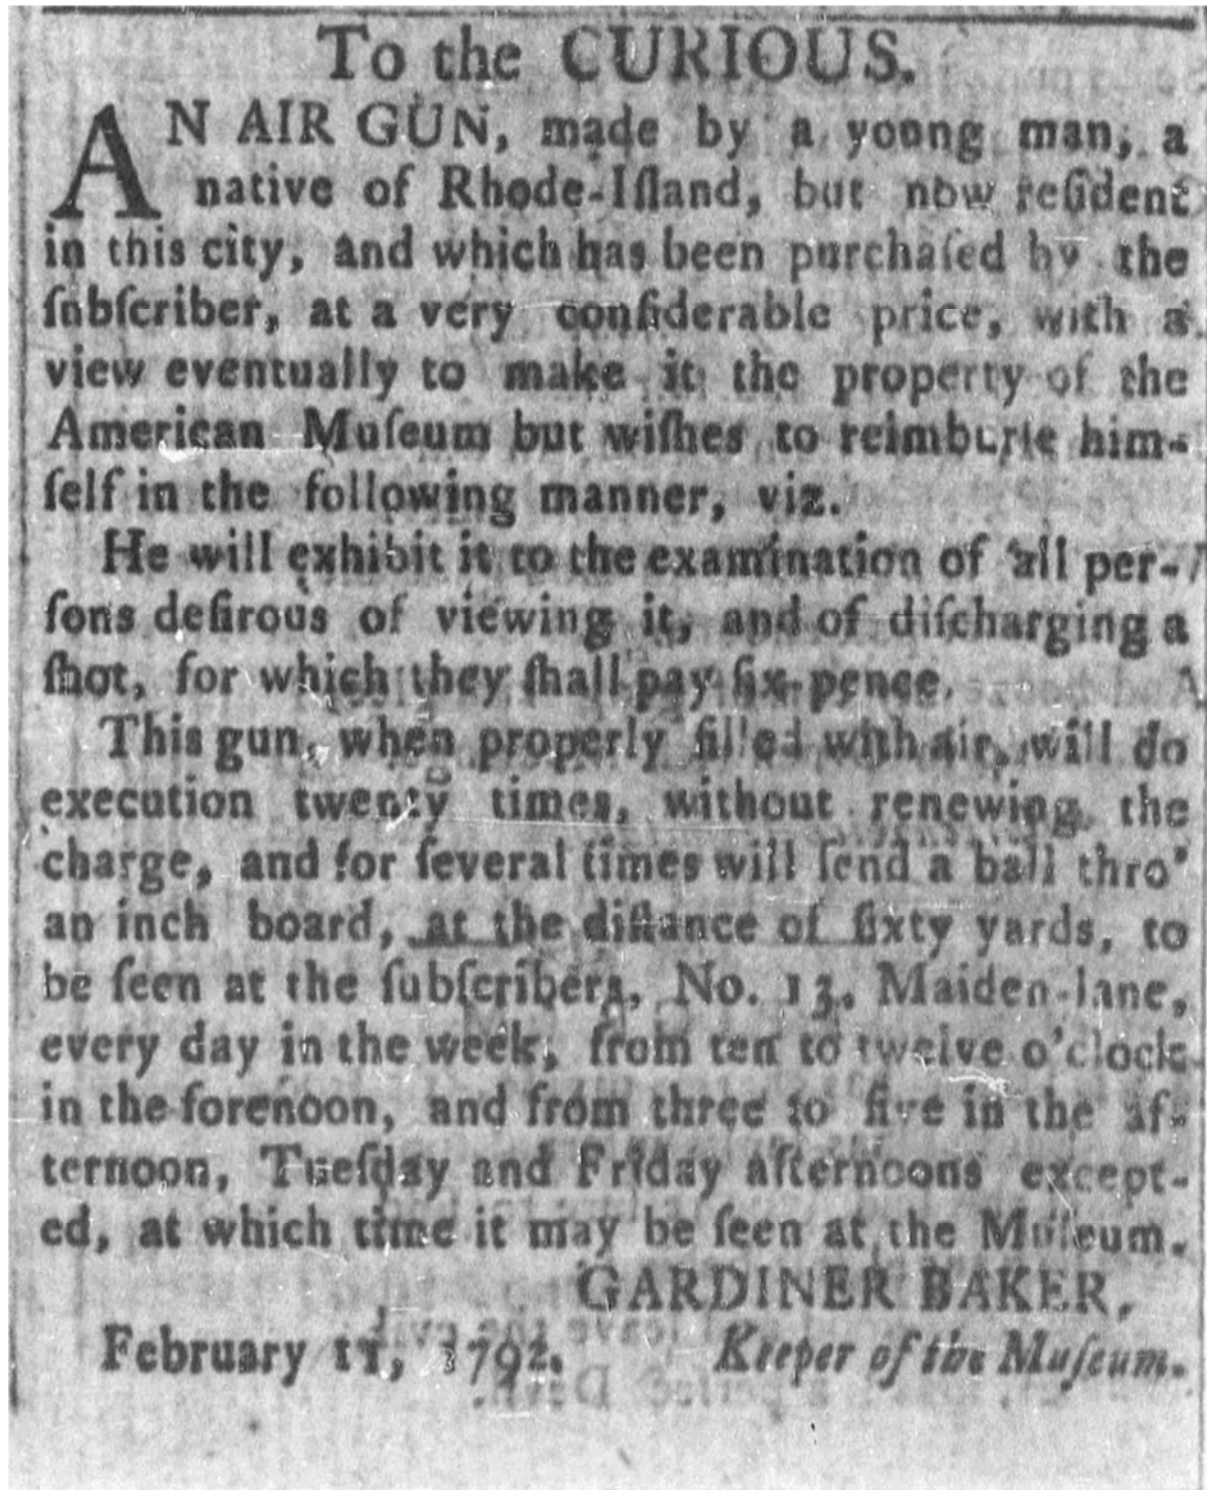 To the CURIOUS.
AN AIR GUN, made by a young man, a
native of Rhode-Iſland, but now reſident
in this city, and which has been purchaſed by the
ſubſcriber, at a very conſiderable price, with a
view eventually to make it the property of the
American Muſeum but wiſhes to reimburſe him-
ſelf in the following manner, viz.
He will exhibit it to the examination of all per-
ſons deſirous of viewing it, and of diſcharging a
ſhot, for which they ſhall pay ſix-pence.
This gun, when properly filled with air, will do
execution twenty times, without renewing the
charge, and for ſeveral times will ſend a ball thro'
an inch board, at the diſtance of ſixty yards, to
be ſeen at the ſubſcribers, No. 13. Maiden-lane,
every day in the week, from ten to twelve o'clock
in the forenoon, and from three to five in the af-
ternoon, Tueſday and Friday afternoons except-
ed, at which time it may be ſeen at the Muſeum.
GARDINER BAKER,
February 11, 1792. Keeper of the Muſeum.